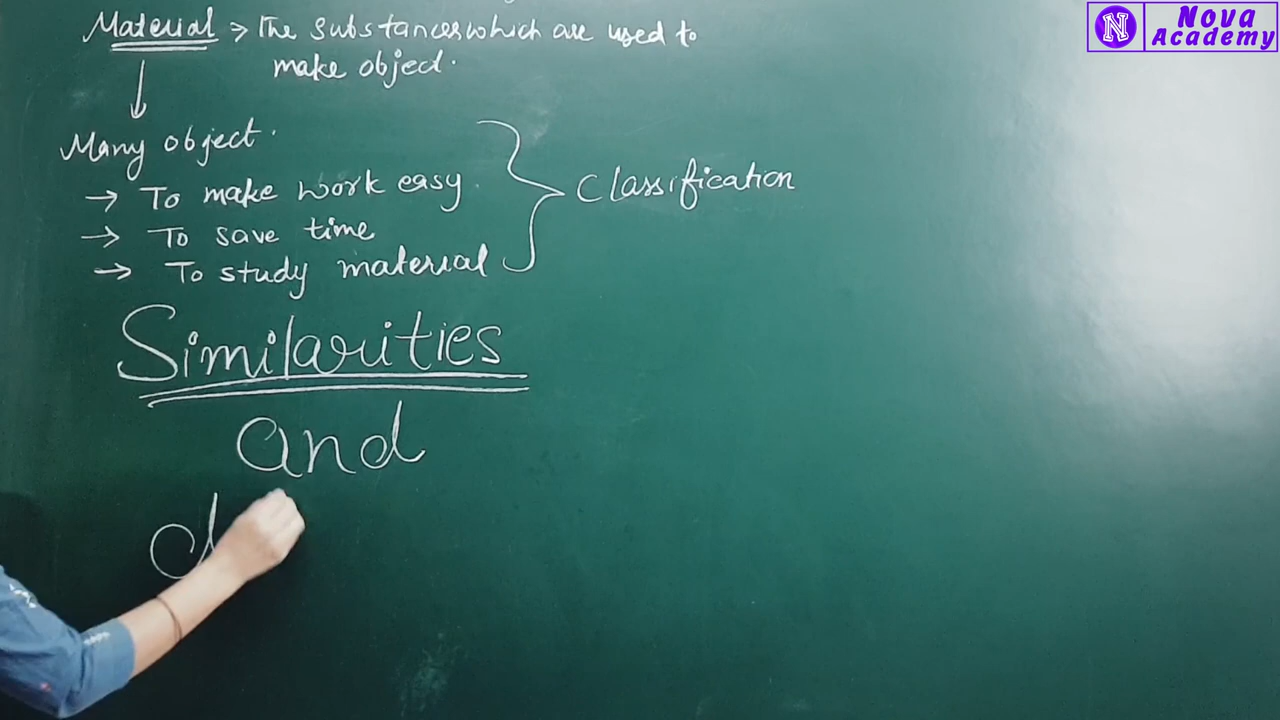 Material → The substances which are used to
make object.
Many object.
→ To make work easy.
→ To save time
→ To study material
Classification
Similarities
and
d
N Nova
Academy